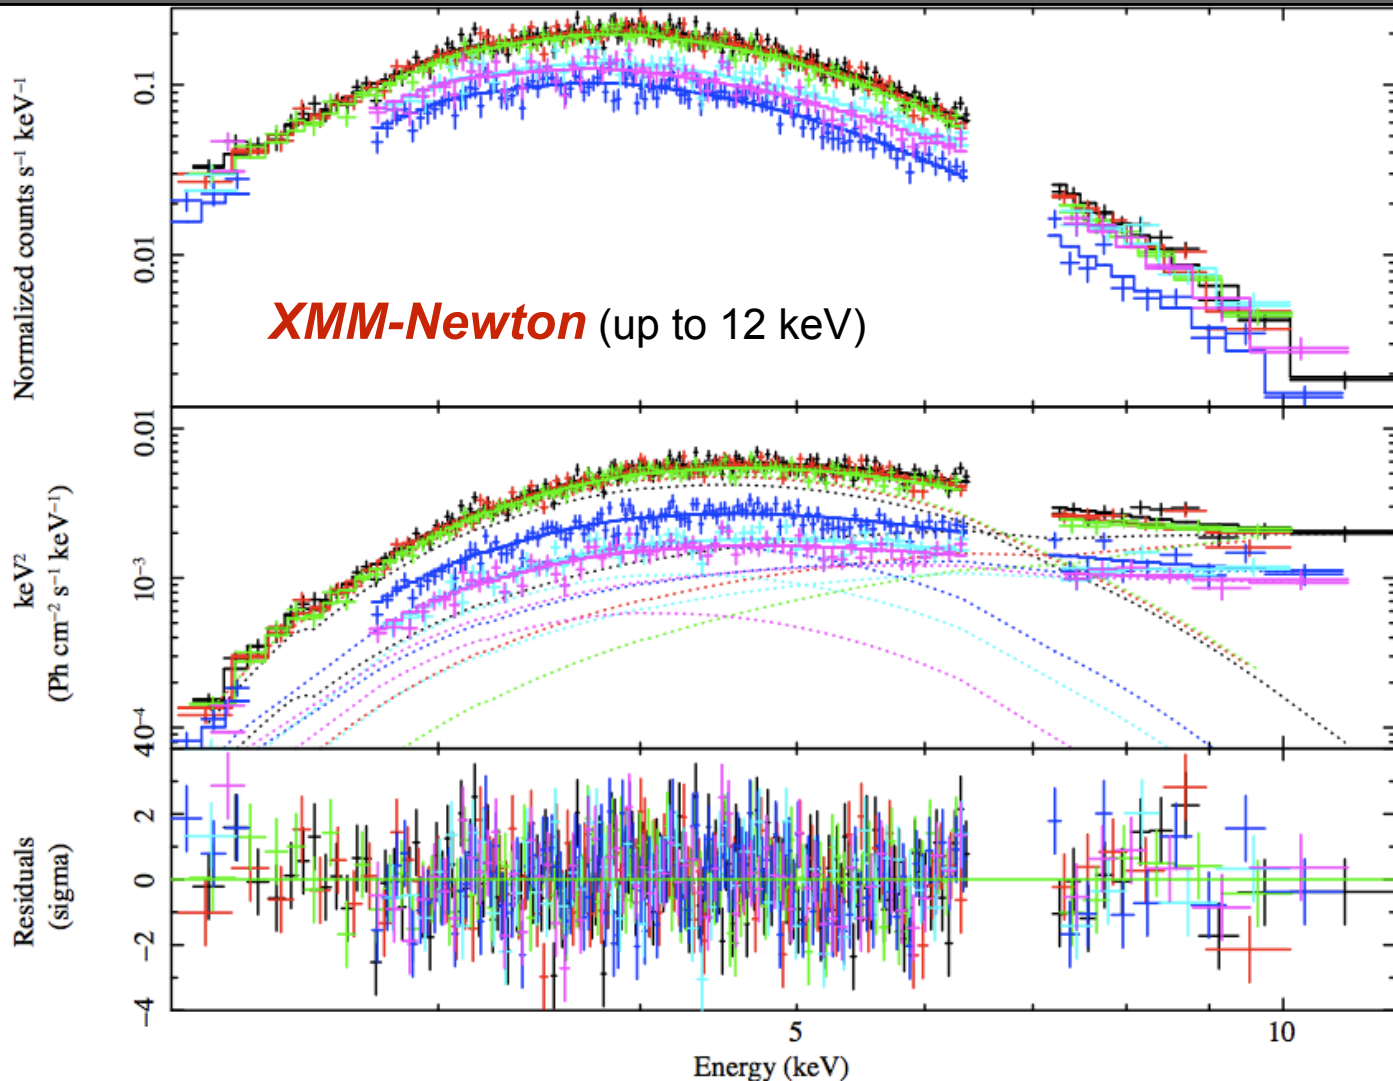 Normalized counts s⁻¹ keV⁻¹
0.1
0.01
XMM-Newton (up to 12 keV)
keV²
(Ph cm⁻² s⁻¹ keV⁻¹)
0.01
10⁻³
10⁻⁴
Residuals
(sigma)
4
2
0
−2
−4
5
10
Energy (keV)